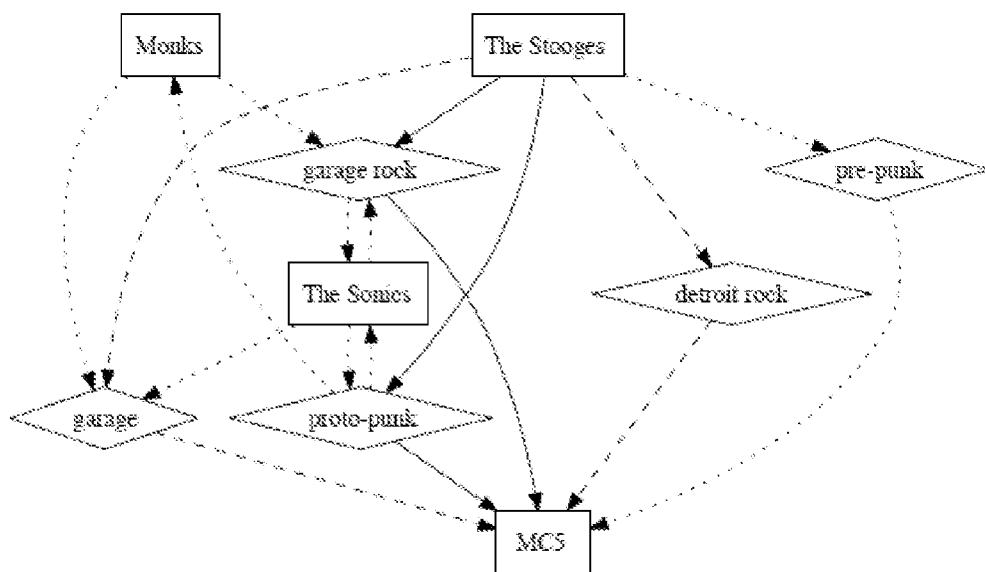 Monks
The Stooges
garage rock
pre-punk
The Sonics
detroit rock
garage
proto-punk
MC5